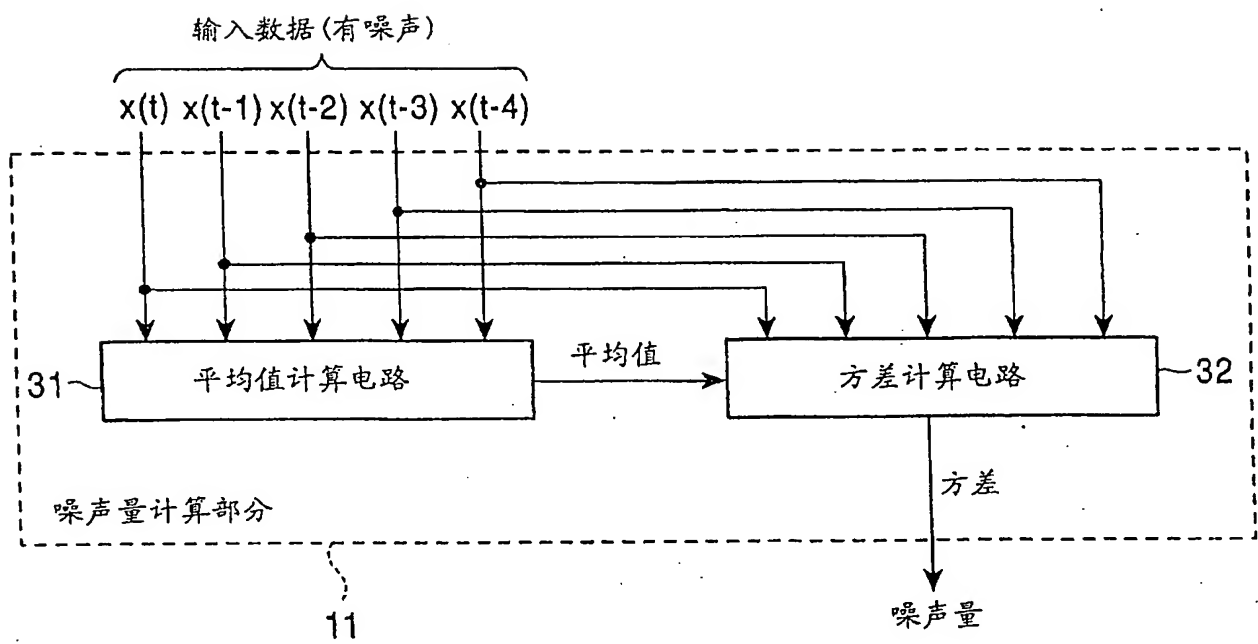 输入数据(有噪声)
x(t) x(t-1) x(t-2) x(t-3) x(t-4)
31
平均值计算电路
平均值
方差计算电路
32
方差
噪声量计算部分
11
噪声量